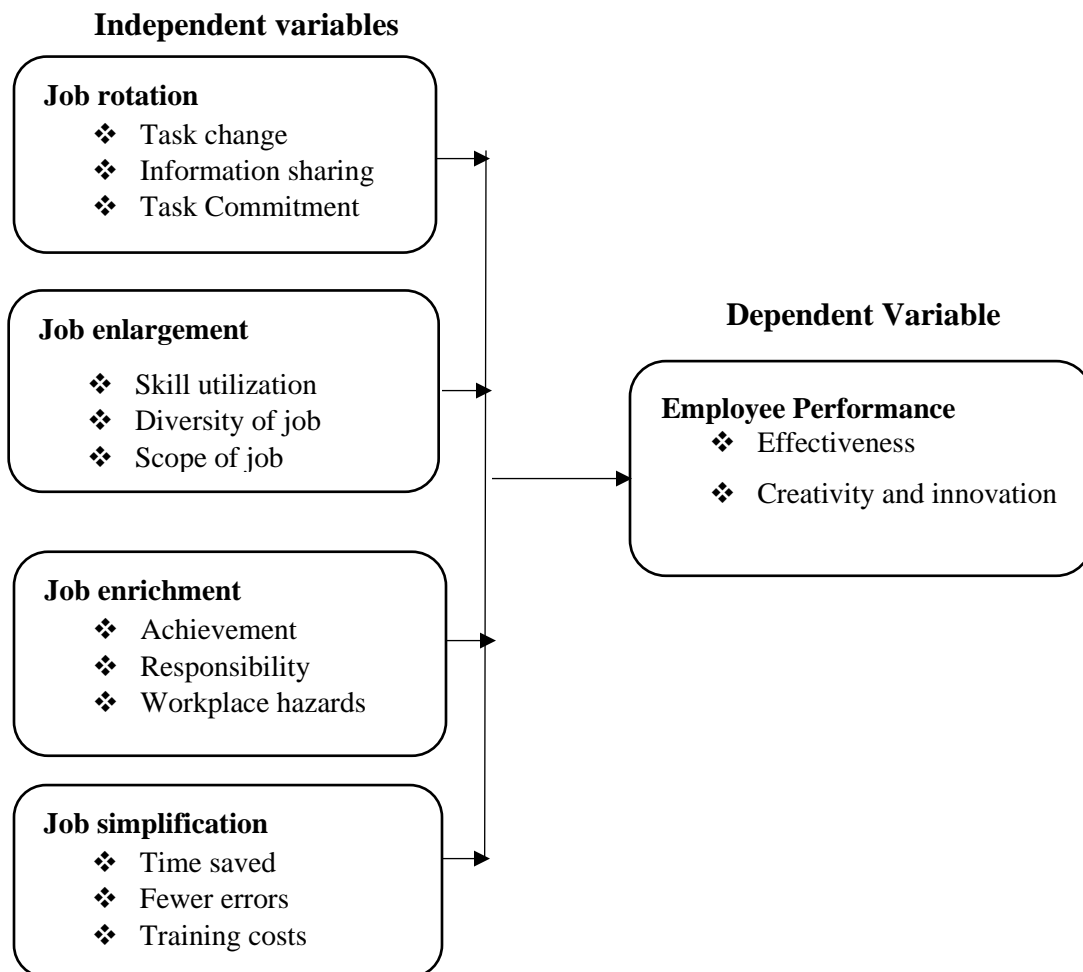 Independent variables
Job rotation
❖ Task change
❖ Information sharing
❖ Task Commitment
Job enlargement
❖ Skill utilization
❖ Diversity of job
❖ Scope of job
Job enrichment
❖ Achievement
❖ Responsibility
❖ Workplace hazards
Job simplification
❖ Time saved
❖ Fewer errors
❖ Training costs
Dependent Variable
Employee Performance
❖ Effectiveness
❖ Creativity and innovation